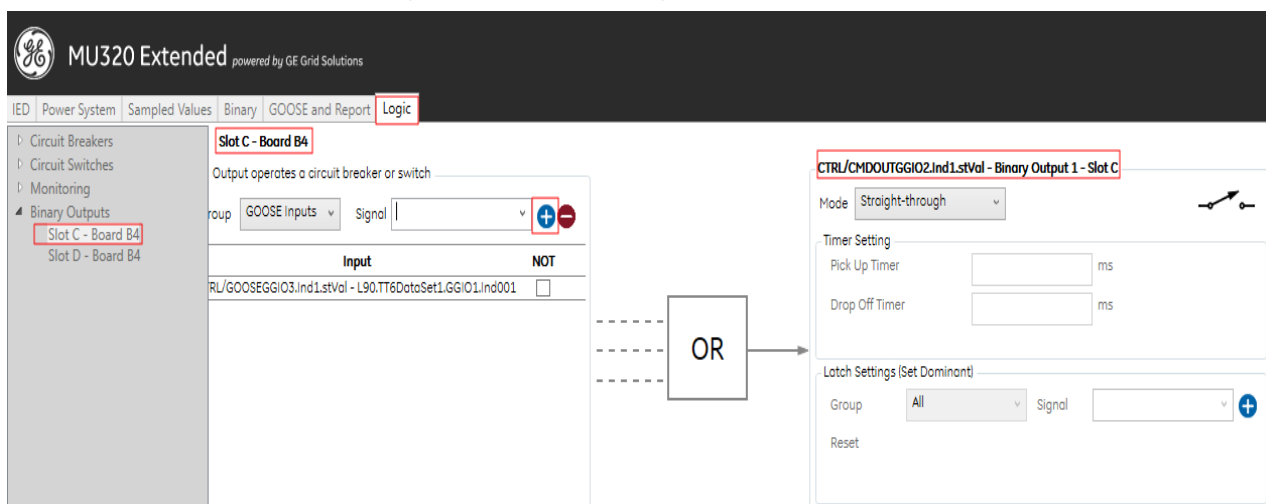 MU320 Extended powered by GE Grid Solutions
IED Power System Sampled Values Binary GOOSE and Report Logic
Circuit Breakers
Circuit Switches
Monitoring
Binary Outputs
Slot C - Board B4
Slot D - Board B4
Slot C - Board B4
Output operates a circuit breaker or switch
roup GOOSE Inputs Signal
Input NOT
RL/GOOSEGGIO3.Ind1.stVal - L90.TT6DataSet1.GGIO1.Ind001
OR
CTRL/CMDOUTGGIO2.Ind1.stVal - Binary Output 1 - Slot C
Mode Straight-through
Timer Setting
Pick Up Timer ms
Drop Off Timer ms
Latch Settings (Set Dominant)
Group All Signal
Reset